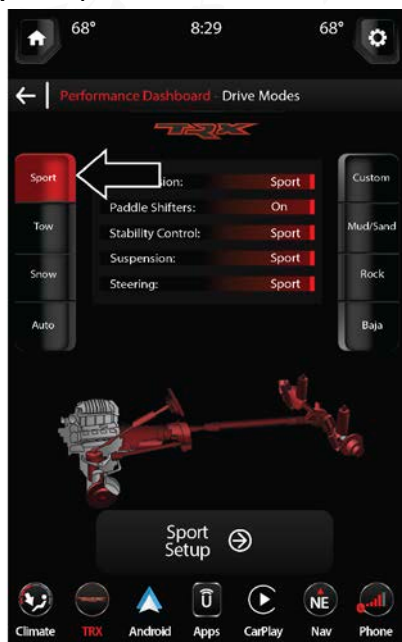 68° 8:29 68°
Performance Dashboard - Drive Modes
TRX
Sport
Tow
Snow
Auto
sion: Sport
Paddle Shifters: On
Stability Control: Sport
Suspension: Sport
Steering: Sport
Custom
Mud/Sand
Rock
Baja
Sport
Setup
NE
Climate TRX Android Apps CarPlay Nav Phone